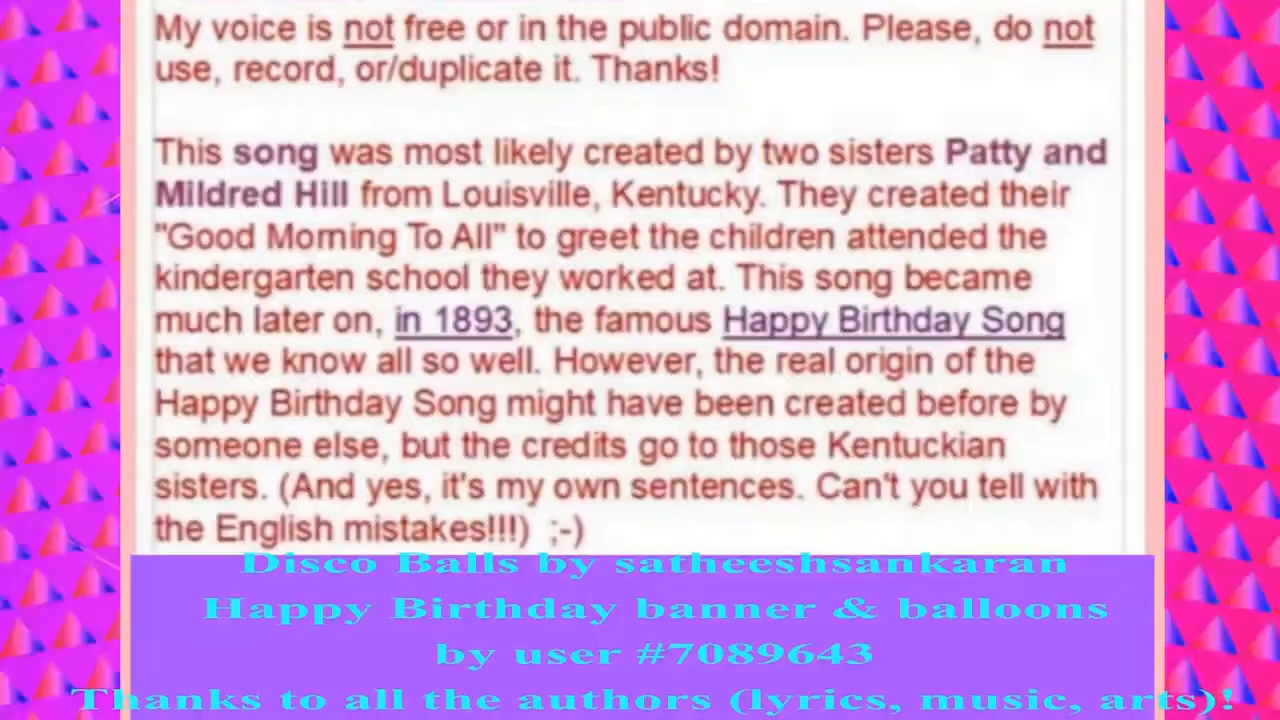 My voice is not free or in the public domain. Please, do not
use, record, or/duplicate it. Thanks!
This song was most likely created by two sisters Patty and
Mildred Hill from Louisville, Kentucky. They created their
"Good Morning To All" to greet the children attended the
kindergarten school they worked at. This song became
much later on, in 1893, the famous Happy Birthday Song
that we know all so well. However, the real origin of the
Happy Birthday Song might have been created before by
someone else, but the credits go to those Kentuckian
sisters. (And yes, it's my own sentences. Can't you tell with
the English mistakes!!!) ;-)
Disco Balls by satheeshsankaran
Happy Birthday banner & balloons
by user #7089643
Thanks to all the authors (lyrics, music, arts)!